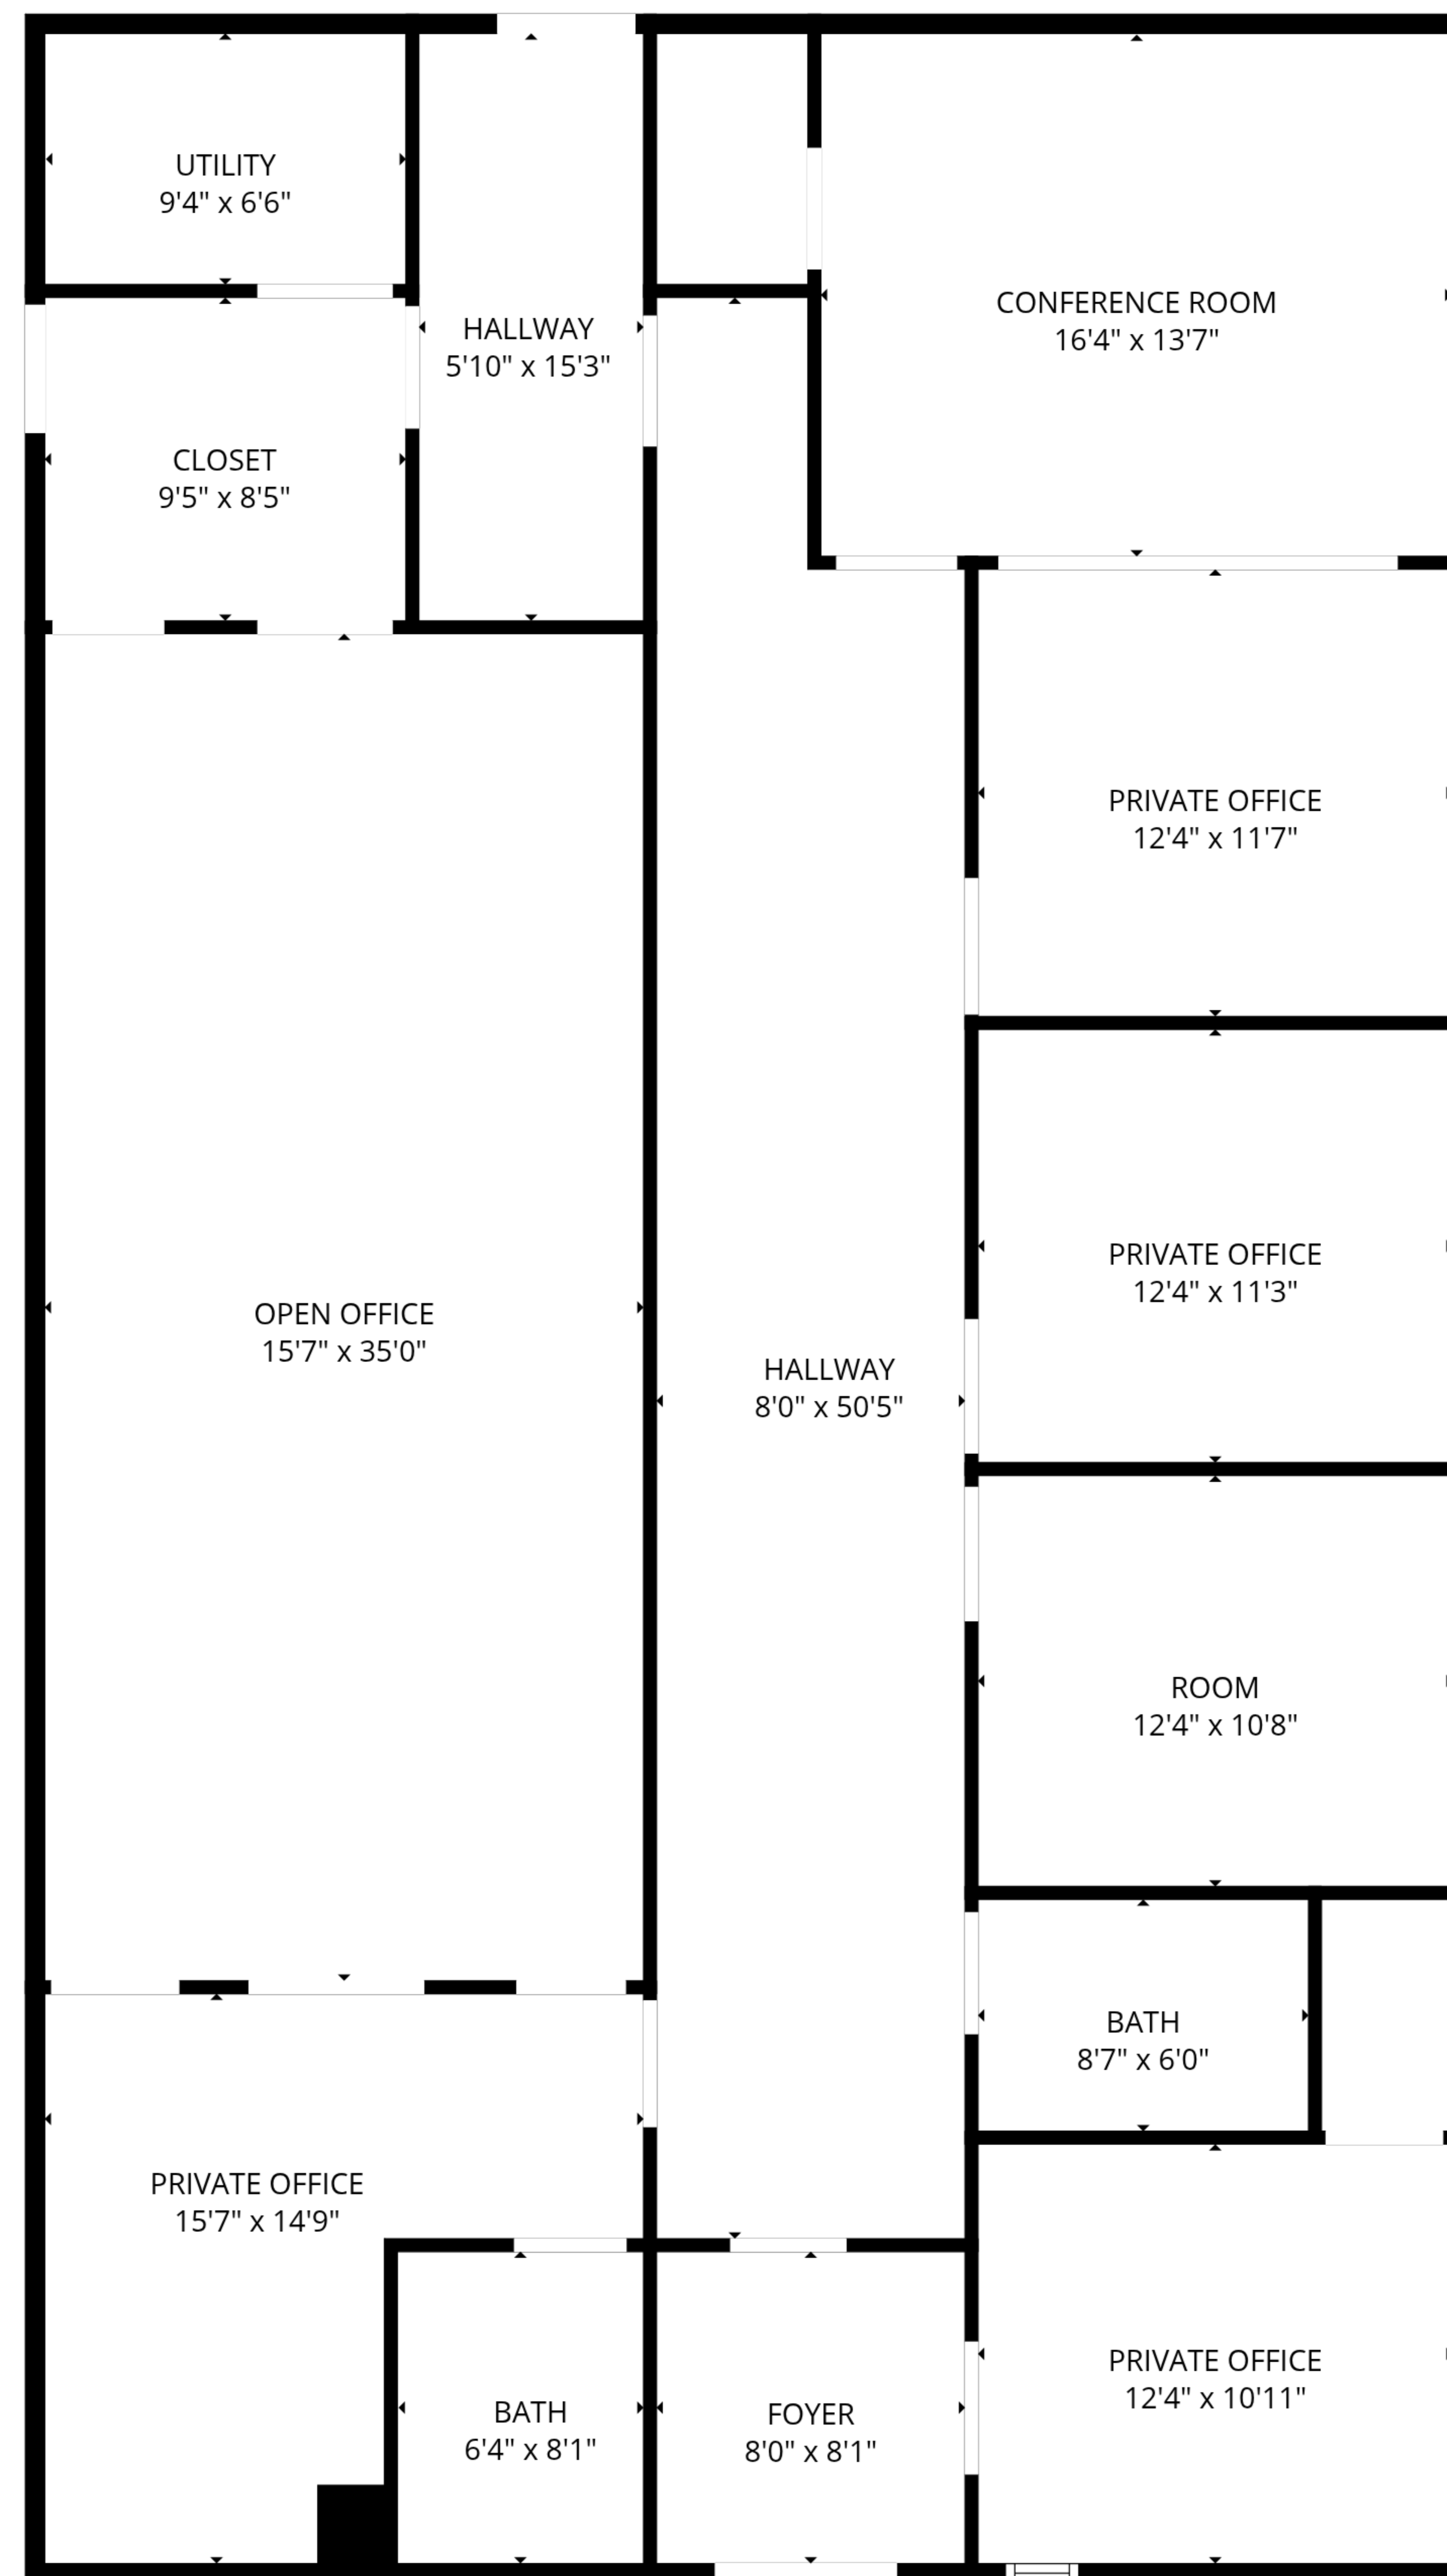 UTILITY
9'4" x 6'6"
HALLWAY
5'10" x 15'3"
CONFERENCE ROOM
16'4" x 13'7"
CLOSET
9'5" x 8'5"
PRIVATE OFFICE
12'4" x 11'7"
PRIVATE OFFICE
12'4" x 11'3"
OPEN OFFICE
15'7" x 35'0"
HALLWAY
8'0" x 50'5"
ROOM
12'4" x 10'8"
BATH
8'7" x 6'0"
PRIVATE OFFICE
15'7" x 14'9"
PRIVATE OFFICE
12'4" x 10'11"
BATH
6'4" x 8'1"
FOYER
8'0" x 8'1"